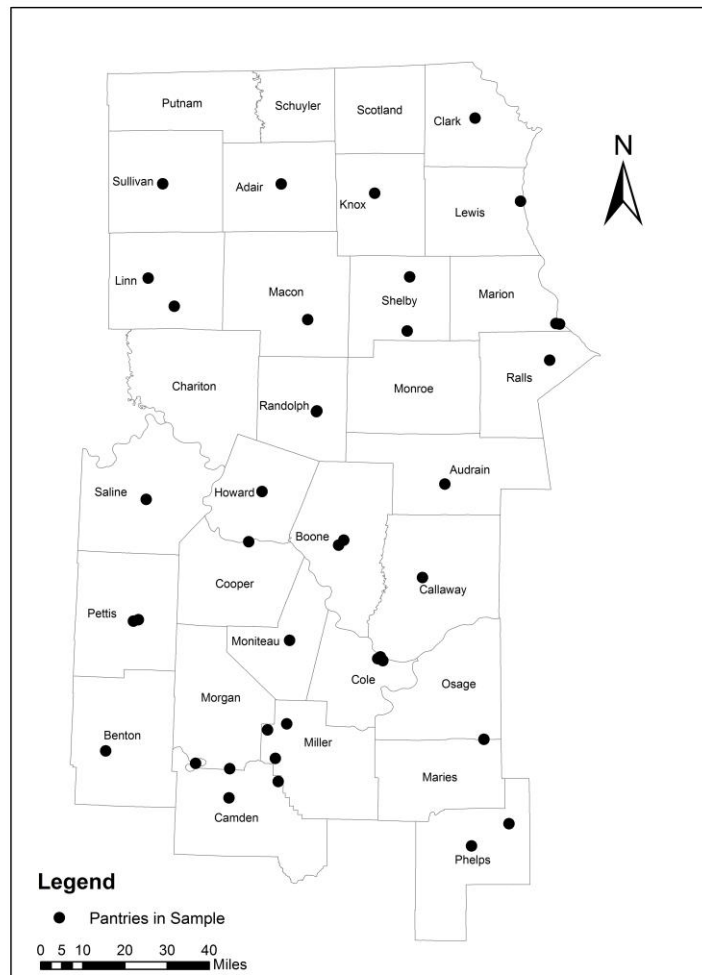 Putnam
Schuyler
Scotland
Clark
N
Sullivan
Adair
Knox
Lewis
Linn
Macon
Shelby
Marion
Chariton
Randolph
Monroe
Ralls
Saline
Howard
Audrain
Boone
Cooper
Callaway
Pettis
Moniteau
Cole
Osage
Morgan
Benton
Miller
Maries
Camden
Phelps
Legend
Pantries in Sample
0 5 10 20 30 40
Miles